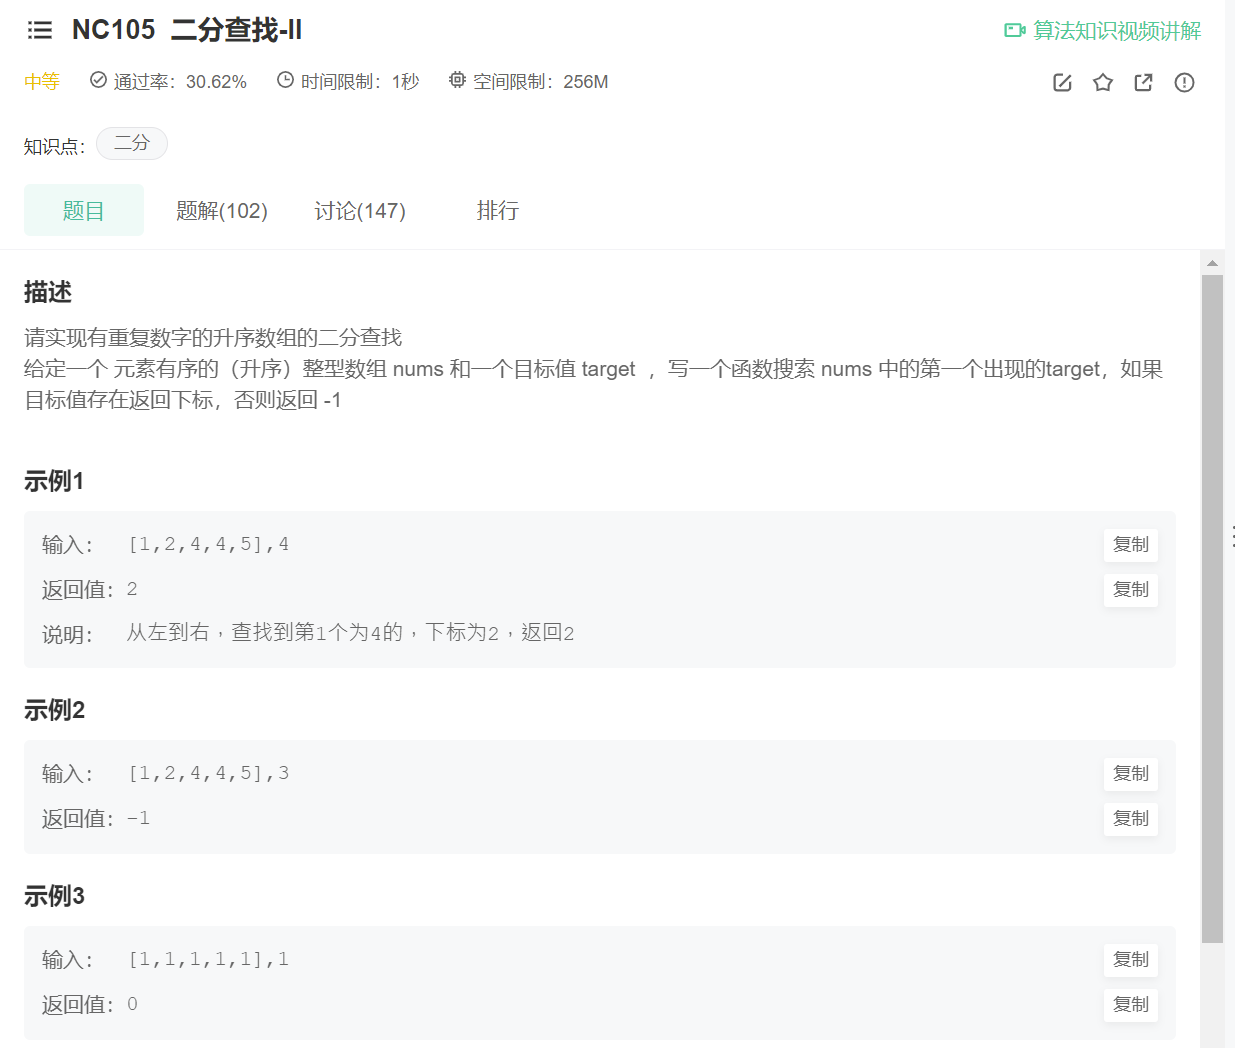 NC105 二分查找-II
算法知识视频讲解
中等 通过率：30.62% 时间限制：1秒 空间限制：256M
知识点： 二分
题目 题解(102) 讨论(147) 排行
描述
请实现有重复数字的升序数组的二分查找
给定一个 元素有序的（升序）整型数组 nums 和一个目标值 target ，写一个函数搜索 nums 中的第一个出现的target，如果
目标值存在返回下标，否则返回 -1
示例1
输入： [1,2,4,4,5],4 复制
返回值： 2 复制
说明： 从左到右，查找到第1个为4的，下标为2，返回2
示例2
输入： [1,2,4,4,5],3 复制
返回值： -1 复制
示例3
输入： [1,1,1,1,1],1 复制
返回值： 0 复制